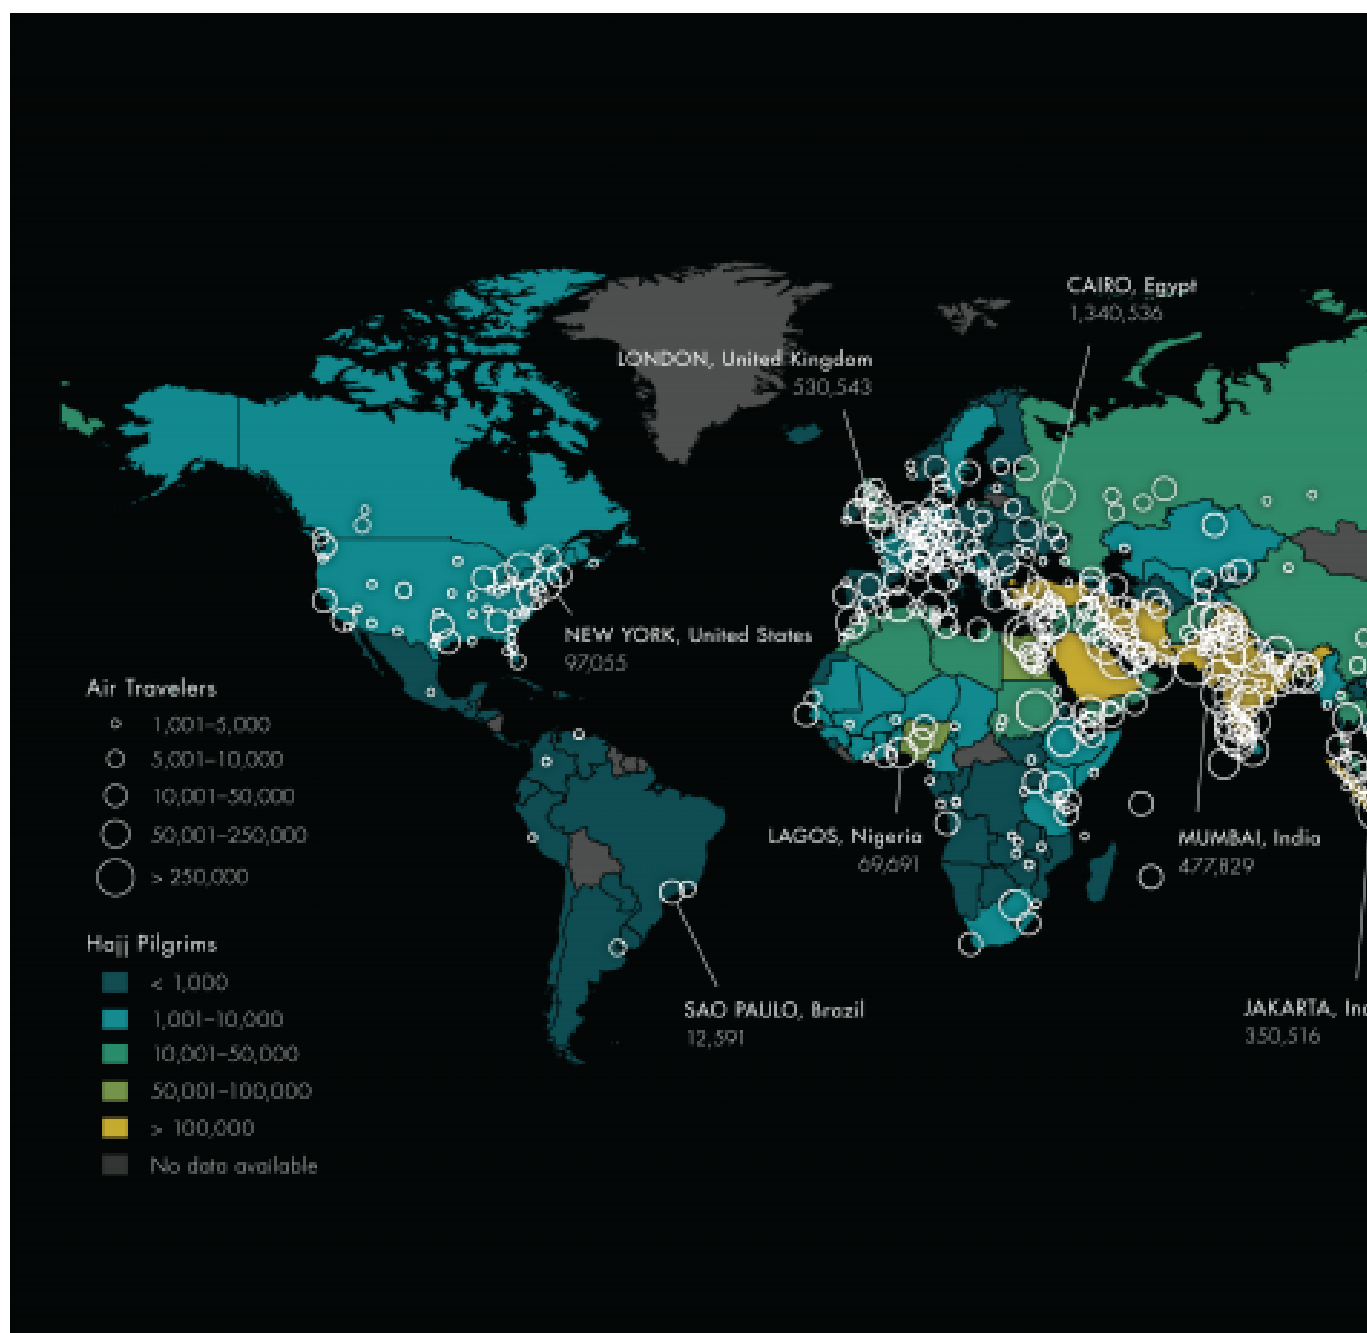 CAIRO, Egypt
1,340,536
LONDON, United Kingdom
530,543
NEW YORK, United States
97,055
Air Travelers
1,001–5,000
5,001–10,000
10,001–50,000
50,001–250,000
> 250,000
LAGOS, Nigeria
69,691
MUMBAI, India
477,829
Hajj Pilgrims
< 1,000
1,001–10,000
10,001–50,000
50,001–100,000
> 100,000
No data available
SAO PAULO, Brazil
12,591
JAKARTA,
350,516